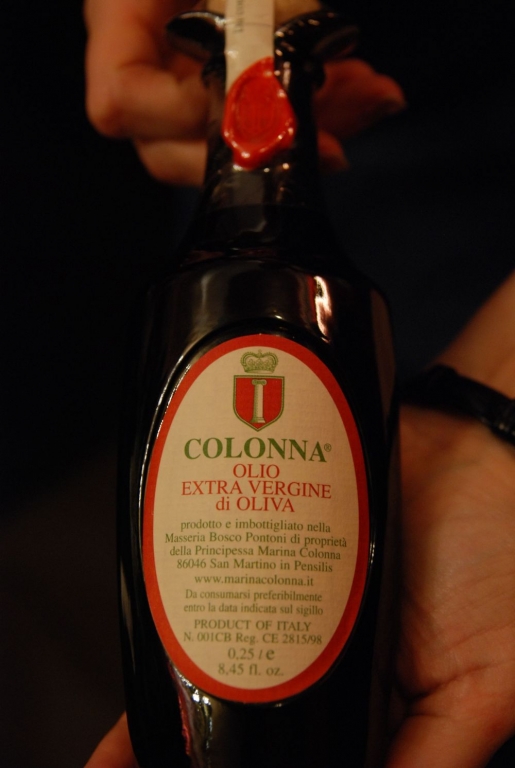 COLONNA®
OLIO
EXTRA VERGINE
di OLIVA
prodotto e imbottigliato nella
Masseria Bosco Pontoni di proprietà
della Principessa Marina Colonna
86046 San Martino in Pensilis
www.marinacolonna.it
Da consumarsi preferibilmente
entro la data indicata sul sigillo
PRODUCT OF ITALY
N. 001CB Reg. CE 2815/98
0,25 l e
8,45 fl. oz.